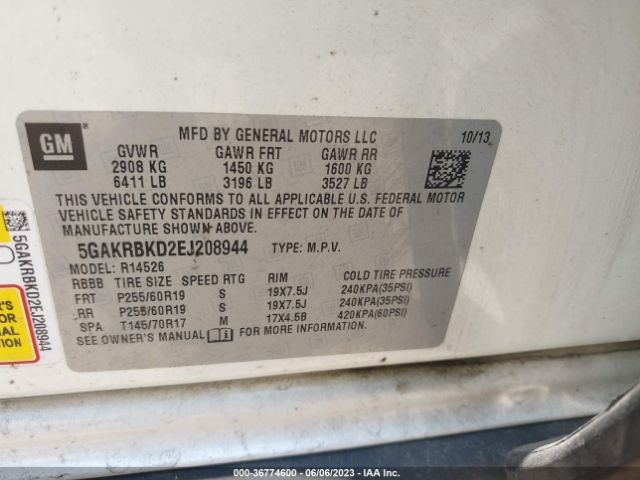 GM
MFD BY GENERAL MOTORS LLC
10/13
GVWR GAWR FRT GAWR RR
2908 KG 1450 KG 1600 KG
6411 LB 3196 LB 3527 LB
THIS VEHICLE CONFORMS TO ALL APPLICABLE U.S. FEDERAL MOTOR
VEHICLE SAFETY STANDARDS IN EFFECT ON THE DATE OF
MANUFACTURE SHOWN ABOVE.
5GAKRBKD2EJ208944 TYPE: M.P.V.
MODEL: R14526
RBBB TIRE SIZE SPEED RTG RIM COLD TIRE PRESSURE
FRT P255/60R19 S 19X7.5J 240KPA(35PSI)
RR P255/60R19 S 19X7.5J 240KPA(35PSI)
SPA T145/70R17 M 17X4.5B 420KPA(60PSI)
SEE OWNER'S MANUAL FOR MORE INFORMATION
5GAKRBKD2EJ208944
ER'S
FOR
NAL
TION
000-36774600 - 06/06/2023 - IAA Inc.